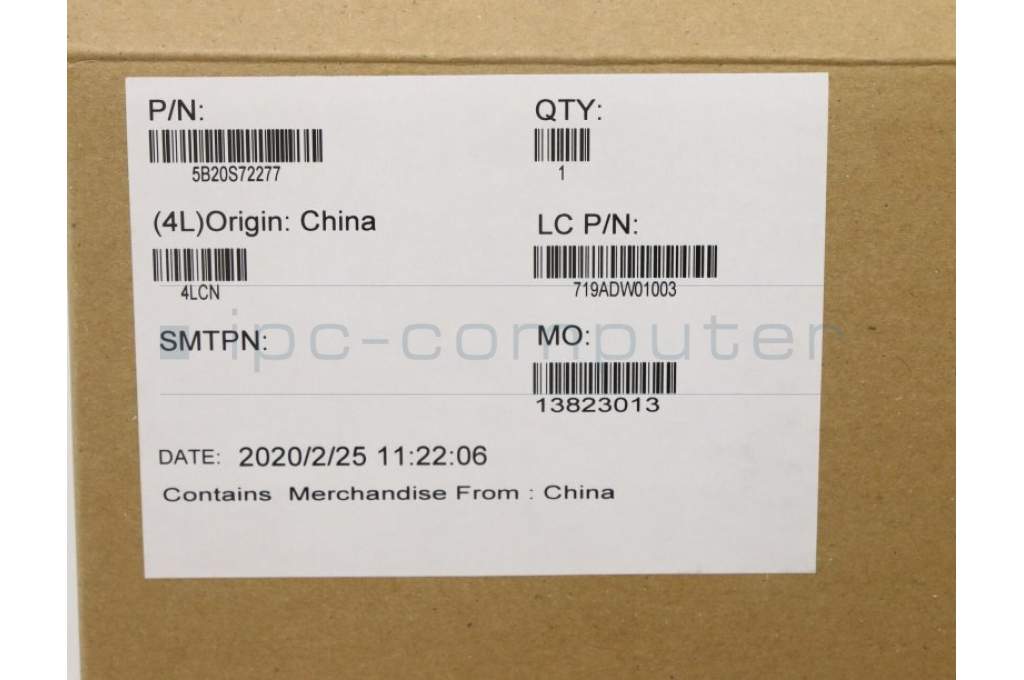 P/N: QTY:
5B20S72277 1
(4L)Origin: China LC P/N:
4LCN 719ADW01003
SMTPN: MO:
ipc-computer
13823013
DATE: 2020/2/25 11:22:06
Contains Merchandise From : China